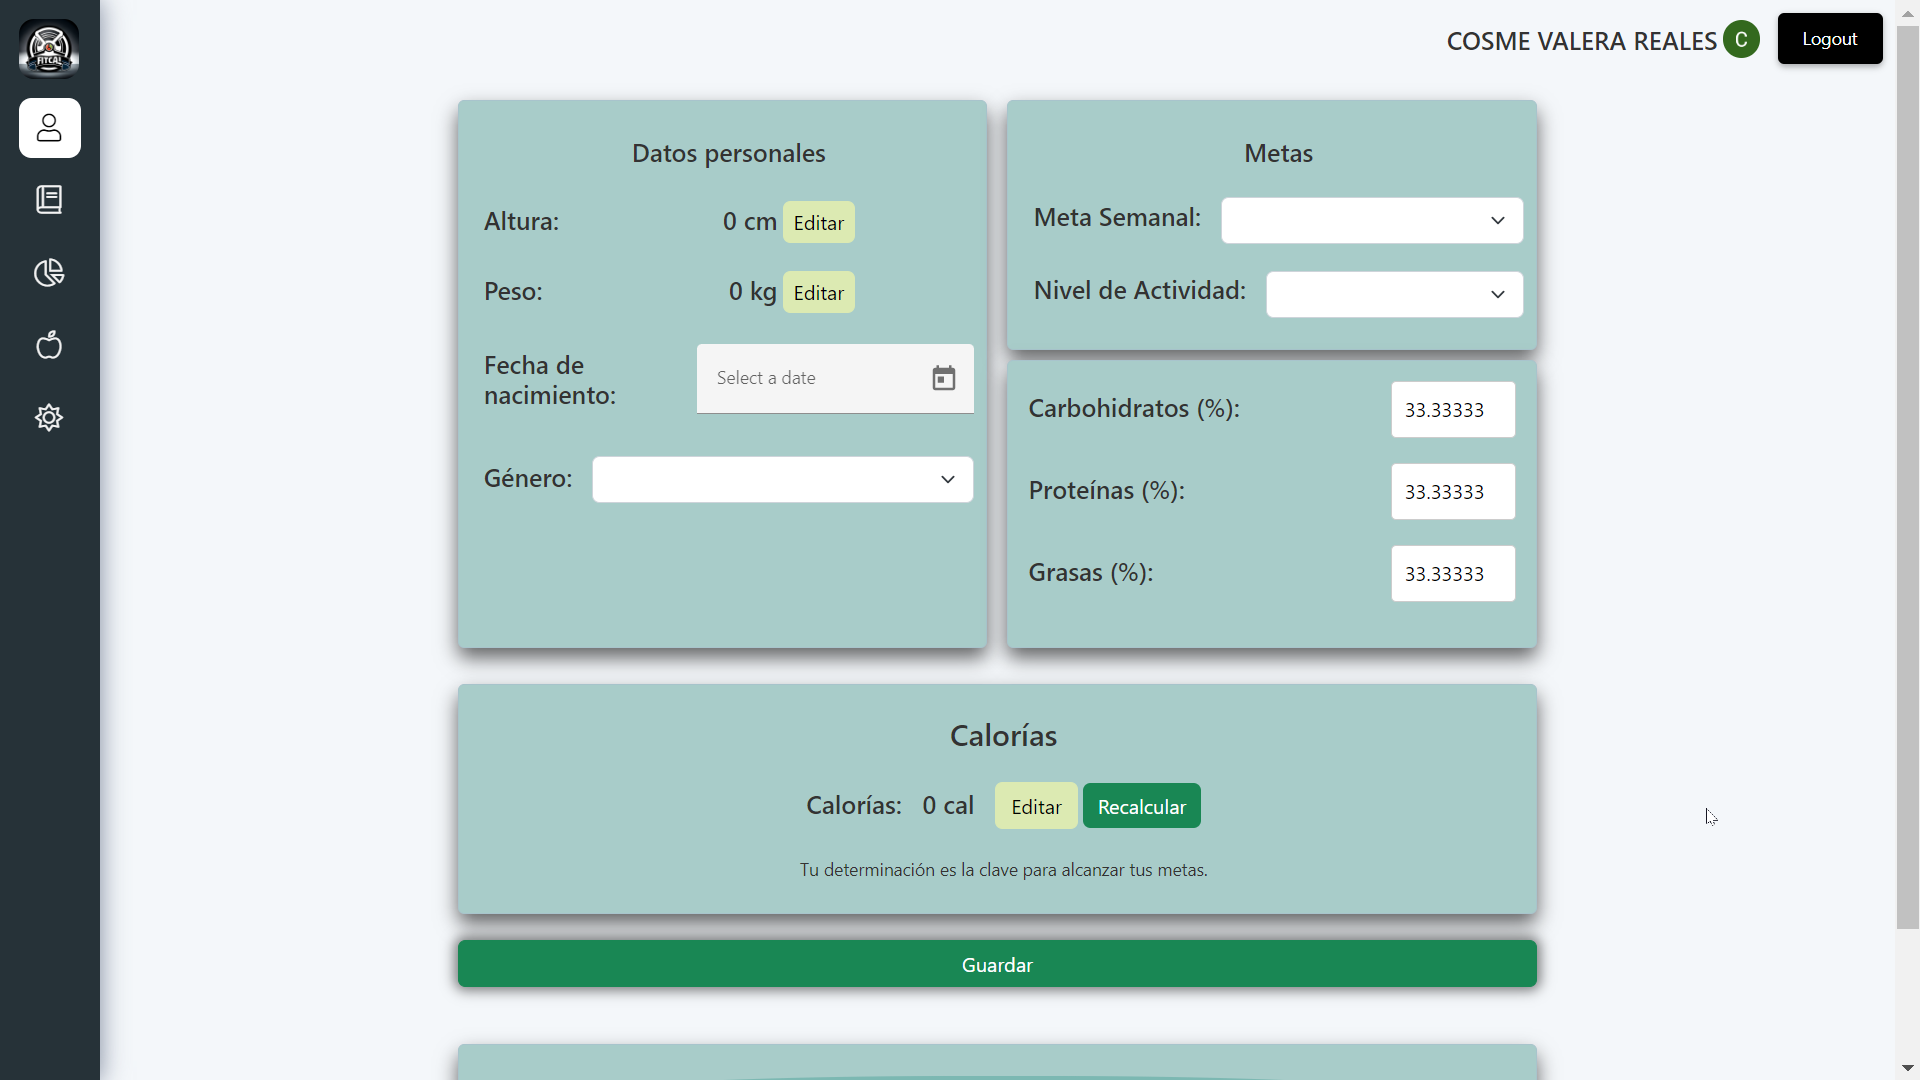 FITCAL
COSME VALERA REALES
C
Logout
Datos personales
Altura:
0 cm
Editar
Peso:
0 kg
Editar
Fecha de
nacimiento:
Select a date
Género:
Metas
Meta Semanal:
Nivel de Actividad:
Carbohidratos (%):
33.33333
Proteínas (%):
33.33333
Grasas (%):
33.33333
Calorías
Calorías:
0 cal
Editar
Recalcular
Tu determinación es la clave para alcanzar tus metas.
Guardar